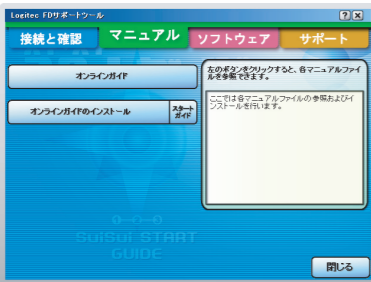 Logitec FDサポートツール
接続と確認 マニュアル ソフトウェア サポート
オンラインガイド
オンラインガイドのインストール
スタート
ガイド
左のボタンをクリックすると、各マニュアルファイ
ルを参照できます。
ここでは各マニュアルファイルの参照およびイ
ンストールを行います。
SuiSui START
GUIDE
閉じる